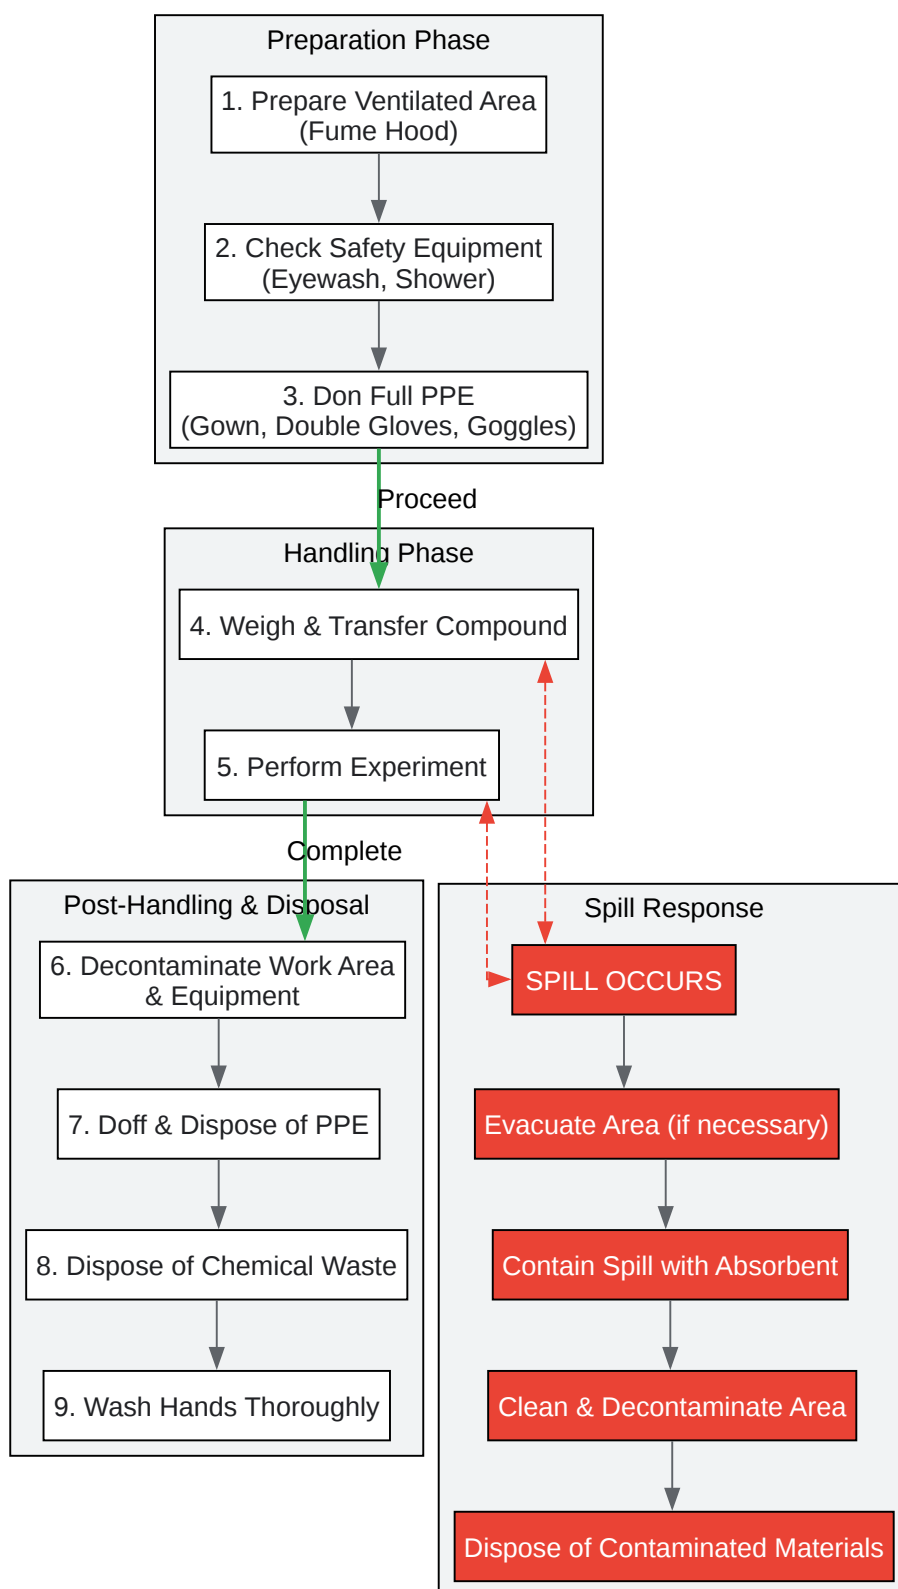 Preparation Phase
1. Prepare Ventilated Area
(Fume Hood)
2. Check Safety Equipment
(Eyewash, Shower)
3. Don Full PPE
(Gown, Double Gloves, Goggles)
Proceed
Handling Phase
4. Weigh & Transfer Compound
5. Perform Experiment
Complete
Post-Handling & Disposal
6. Decontaminate Work Area
& Equipment
7. Doff & Dispose of PPE
8. Dispose of Chemical Waste
9. Wash Hands Thoroughly
Spill Response
SPILL OCCURS
Evacuate Area (if necessary)
Contain Spill with Absorbent
Clean & Decontaminate Area
Dispose of Contaminated Materials